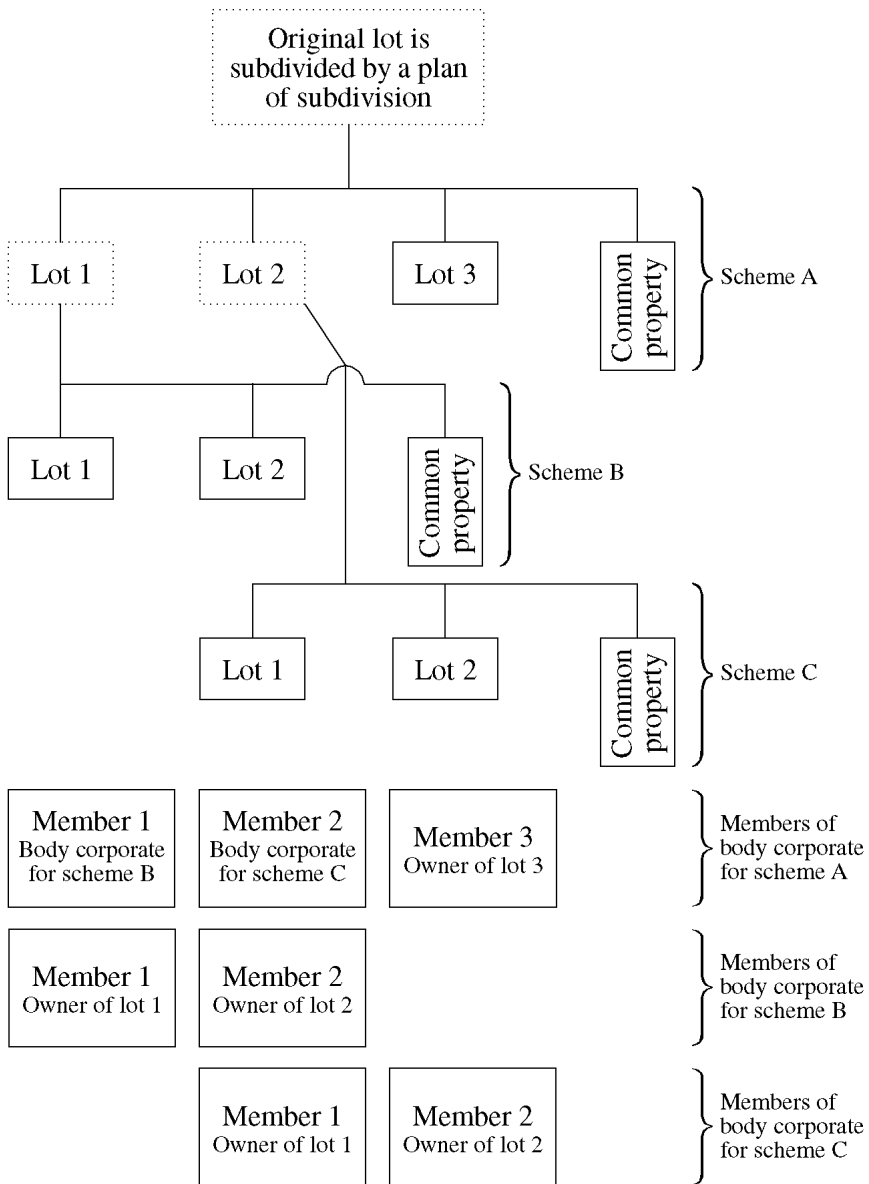 Original lot is
subdivided by a plan
of subdivision
Lot 1
Lot 2
Lot 3
Common
property
Scheme A
Lot 1
Lot 2
Common
property
Scheme B
Lot 1
Lot 2
Common
property
Scheme C
Member 1
Body corporate
for scheme B
Member 2
Body corporate
for scheme C
Member 3
Owner of lot 3
Members of
body corporate
for scheme A
Member 1
Owner of lot 1
Member 2
Owner of lot 2
Members of
body corporate
for scheme B
Member 1
Owner of lot 1
Member 2
Owner of lot 2
Members of
body corporate
for scheme C